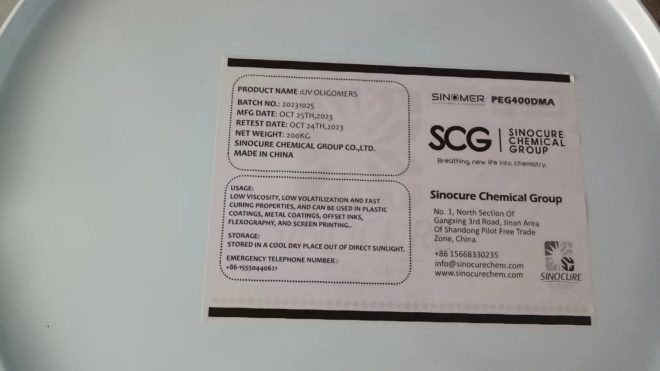 PRODUCT NAME :UV OLIGOMERS
BATCH NO.: 20231025
MFG DATE: OCT 25TH,2023
RETEST DATE: OCT 24TH,2023
NET WEIGHT: 200KG
SINOCURE CHEMICAL GROUP CO.,LTD.
MADE IN CHINA
USAGE:
LOW VISCOSITY, LOW VOLATILIZATION AND FAST
CURING PROPERTIES, AND CAN BE USED IN PLASTIC
COATINGS, METAL COATINGS, OFFSET INKS,
FLEXOGRAPHY, AND SCREEN PRINTING..
STORAGE:
STORED IN A COOL DRY PLACE OUT OF DIRECT SUNLIGHT.
EMERGENCY TELEPHONE NUMBER :
+86-15550440621
SINOMER PEG400DMA
SCG SINOCURE
CHEMICAL
GROUP
Breathing new life into chemistry.
Sinocure Chemical Group
No. 1, North Section Of
Gangxing 3rd Road, Jinan Area
Of Shandong Pilot Free Trade
Zone, China.
+86 15668330235
info@sinocurechem.com
www.sinocurechem.com
SINOCURE